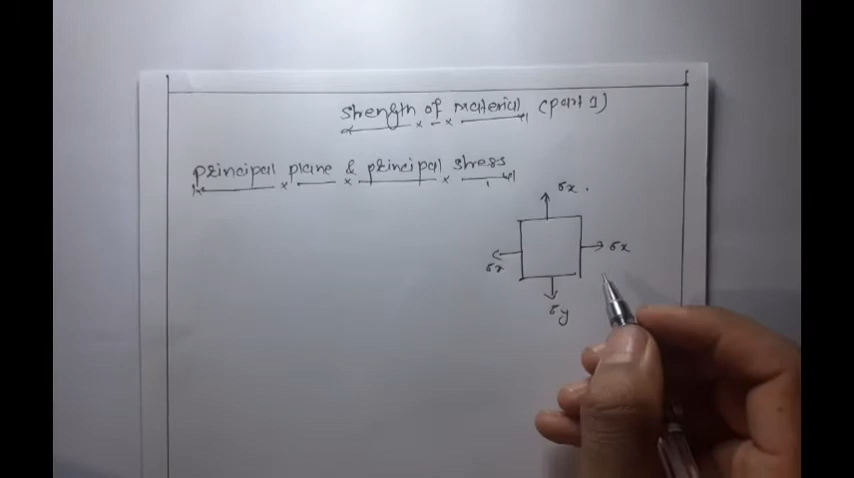 Strength of Material (part 1)
principal plane & principal stress
σx.
σx
σx
σy